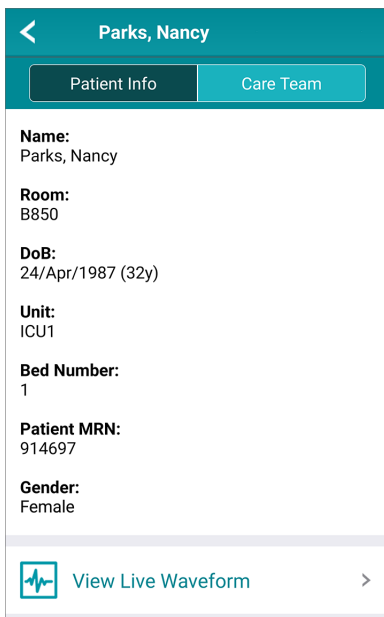 Parks, Nancy
Patient Info
Care Team
Name:
Parks, Nancy
Room:
B850
DoB:
24/Apr/1987 (32y)
Unit:
ICU1
Bed Number:
1
Patient MRN:
914697
Gender:
Female
View Live Waveform